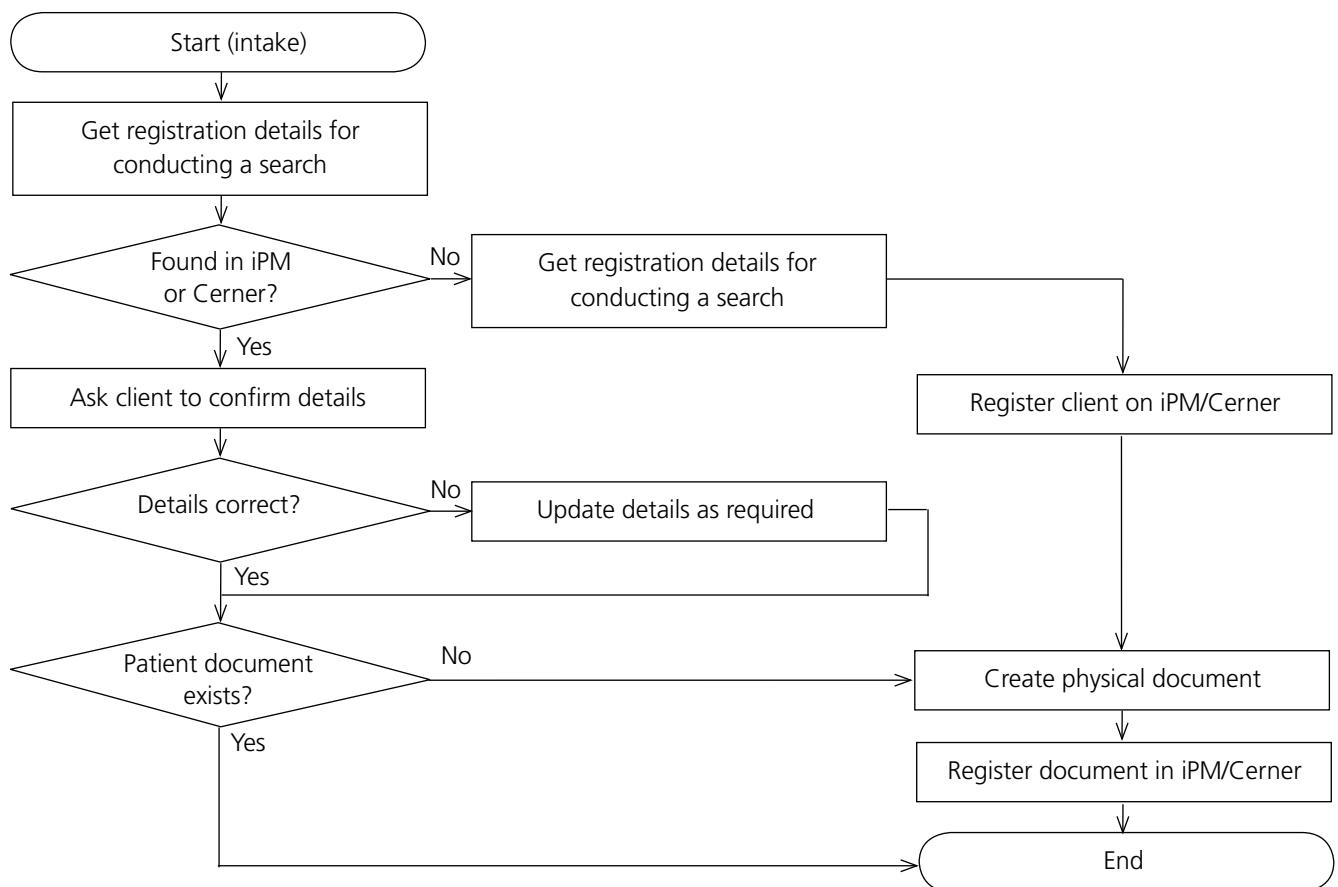 Start (intake)
Get registration details for
conducting a search
Found in iPM
or Cerner?
No
Get registration details for
conducting a search
Yes
Ask client to confirm details
Register client on iPM/Cerner
Details correct?
No
Update details as required
Yes
Patient document
exists?
No
Create physical document
Yes
Register document in iPM/Cerner
End